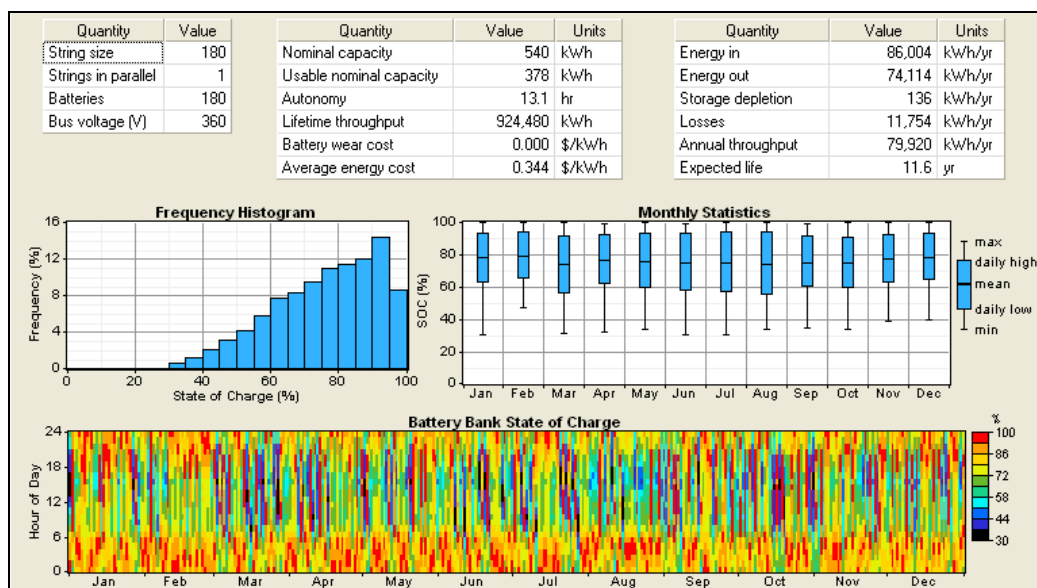 Quantity Value
String size 180
Strings in parallel 1
Batteries 180
Bus voltage (V) 360
Quantity Value Units
Nominal capacity 540 kWh
Usable nominal capacity 378 kWh
Autonomy 13.1 hr
Lifetime throughput 924,480 kWh
Battery wear cost 0.000 $/kWh
Average energy cost 0.344 $/kWh
Quantity Value Units
Energy in 86,004 kWh/yr
Energy out 74,114 kWh/yr
Storage depletion 136 kWh/yr
Losses 11,754 kWh/yr
Annual throughput 79,920 kWh/yr
Expected life 11.6 yr
Frequency Histogram
Frequency (%)
16
12
8
4
0
0 20 40 60 80 100
State of Charge (%)
Monthly Statistics
SOC (%)
100
80
60
40
20
0
Jan Feb Mar Apr May Jun Jul Aug Sep Oct Nov Dec
max
daily high
mean
daily low
min
Battery Bank State of Charge
Hour of Day
24
18
12
6
0
Jan Feb Mar Apr May Jun Jul Aug Sep Oct Nov Dec
%
100
86
72
58
44
30